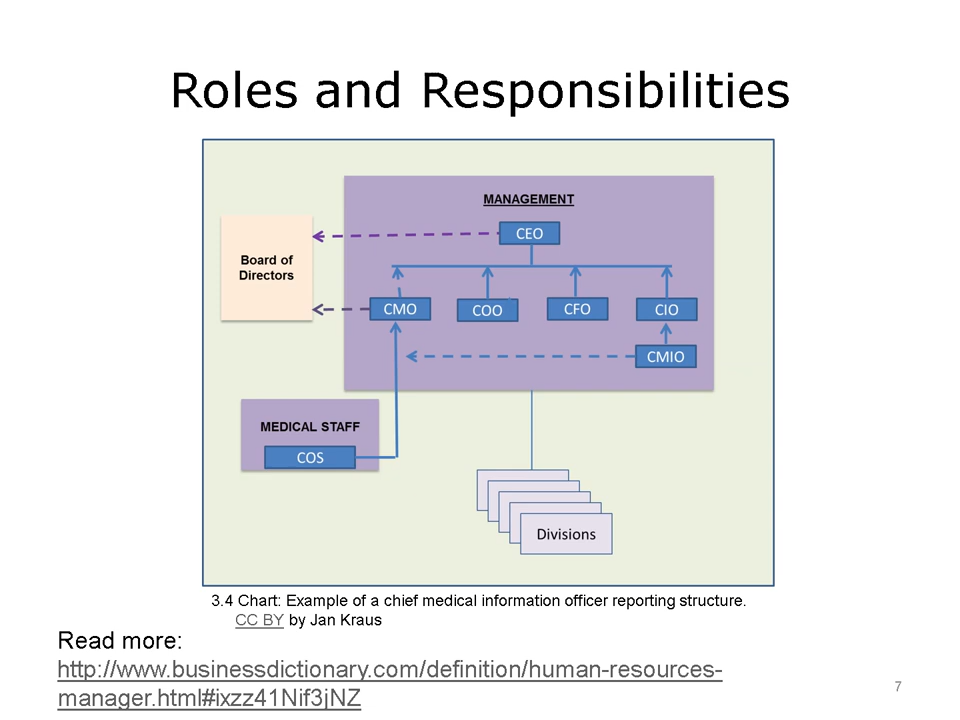 Roles and Responsibilities
MANAGEMENT
CEO
Board of
Directors
CMO
COO
CFO
CIO
CMIO
MEDICAL STAFF
COS
Divisions
3.4 Chart: Example of a chief medical information officer reporting structure.
CC BY by Jan Kraus
Read more:
http://www.businessdictionary.com/definition/human-resources-
manager.html#ixzz41Nif3jNZ
7